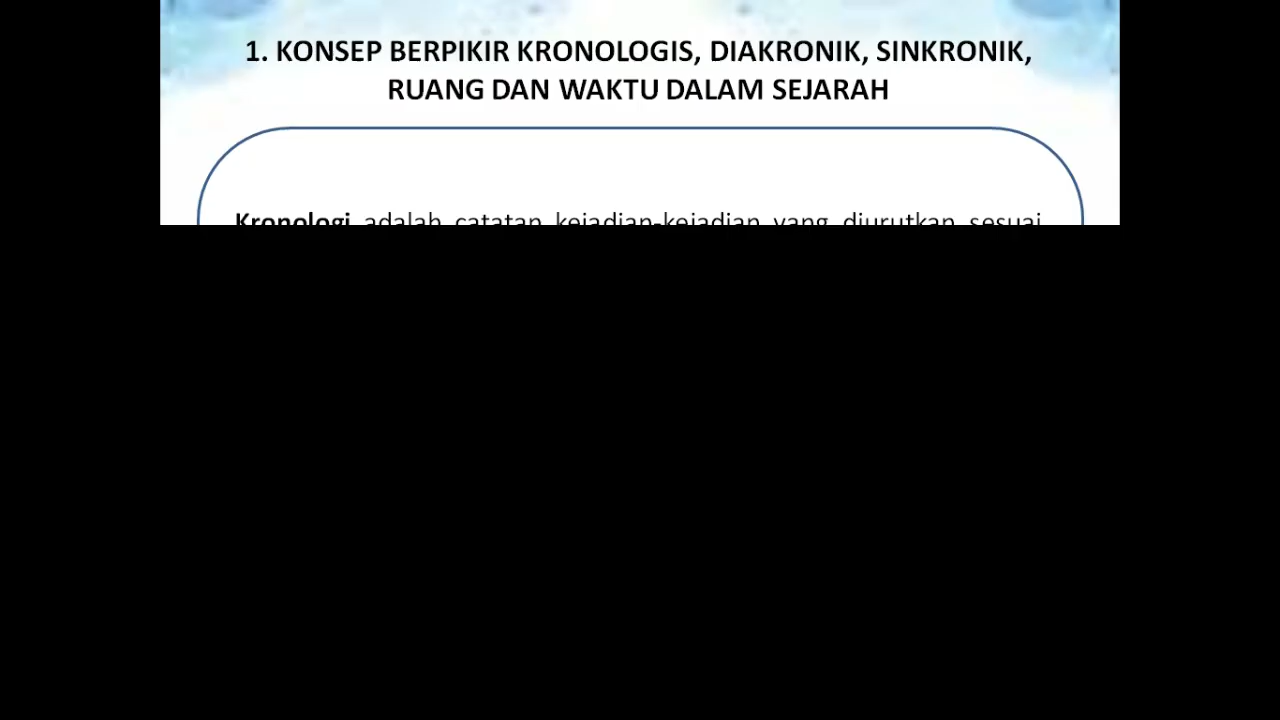 1. KONSEP BERPIKIR KRONOLOGIS, DIAKRONIK, SINKRONIK,
RUANG DAN WAKTU DALAM SEJARAH
Kronologi adalah catatan kejadian-kejadian yang diurutkan sesuai